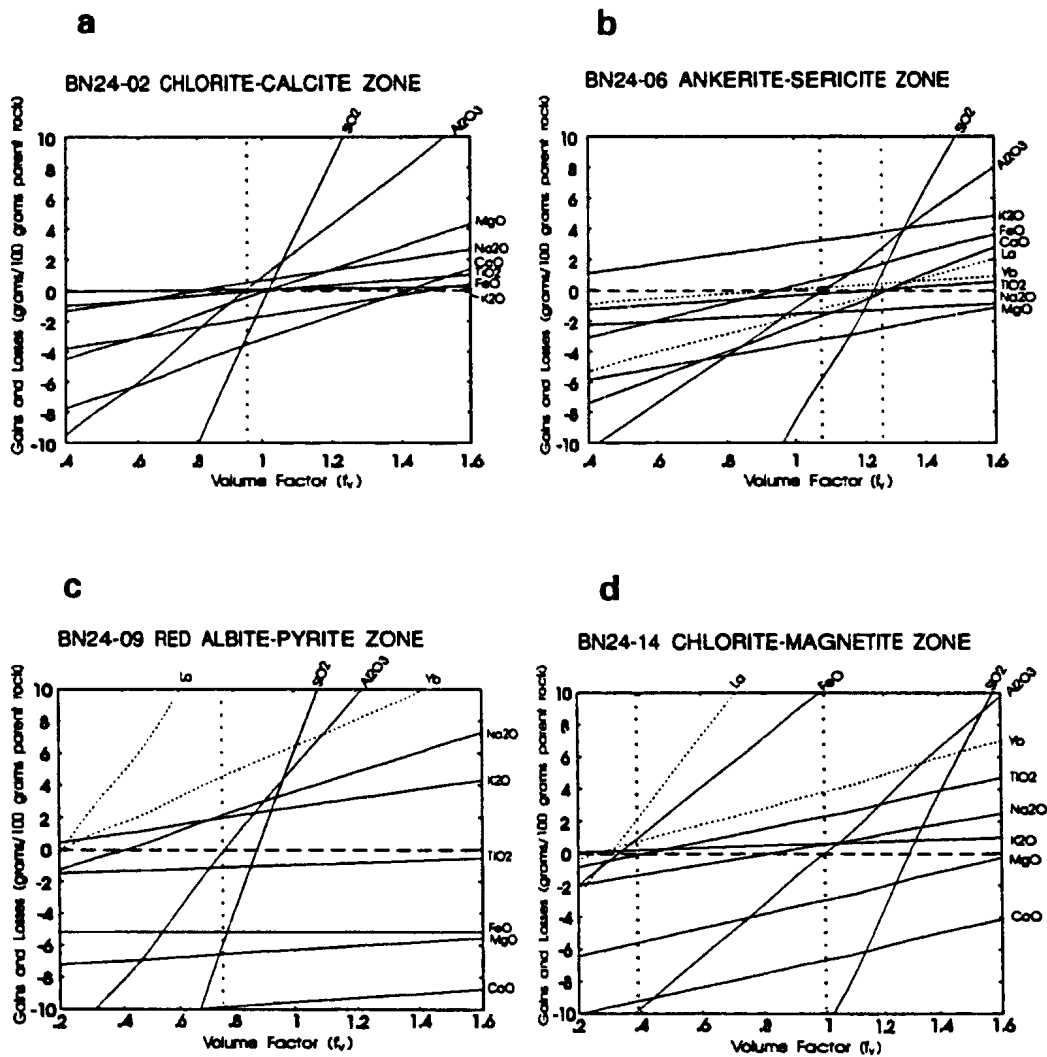 a
BN24-02 CHLORITE-CALCITE ZONE
SiO2
Al2O3
Gains and Losses (grams/100 grams parent rock)
10
8
6
4
2
0
-2
-4
-6
-8
-10
MgO
Na2O
CaO
TiO2
FeO
K2O
.4
.6
.8
1
1.2
1.4
1.6
Volume Factor (fv)
b
BN24-06 ANKERITE-SERICITE ZONE
SiO2
Al2O3
Gains and Losses (grams/100 grams parent rock)
10
8
6
4
2
0
-2
-4
-6
-8
-10
K2O
FeO
CaO
La
Yb
TiO2
Na2O
MgO
.4
.6
.8
1
1.2
1.4
1.6
Volume Factor (fv)
c
BN24-09 RED ALBITE-PYRITE ZONE
La
SiO2
Al2O3
Yb
Gains and Losses (grams/100 grams parent rock)
10
8
6
4
2
0
-2
-4
-6
-8
-10
Na2O
K2O
TiO2
FeO
MgO
CaO
.2
.4
.6
.8
1
1.2
1.4
1.6
Volume Factor (fv)
d
BN24-14 CHLORITE-MAGNETITE ZONE
La
FeO
SiO2
Al2O3
Gains and Losses (grams/100 grams parent rock)
10
8
6
4
2
0
-2
-4
-6
-8
-10
Yb
TiO2
Na2O
K2O
MgO
CaO
.2
.4
.6
.8
1
1.2
1.4
1.6
Volume Factor (fv)